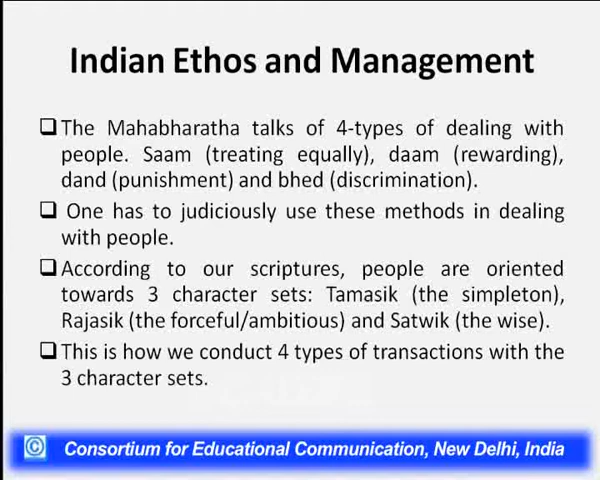 Indian Ethos and Management
❑ The Mahabharatha talks of 4-types of dealing with
people. Saam (treating equally), daam (rewarding),
dand (punishment) and bhed (discrimination).
❑ One has to judiciously use these methods in dealing
with people.
❑ According to our scriptures, people are oriented
towards 3 character sets: Tamasik (the simpleton),
Rajasik (the forceful/ambitious) and Satwik (the wise).
❑ This is how we conduct 4 types of transactions with the
3 character sets.
© Consortium for Educational Communication, New Delhi, India